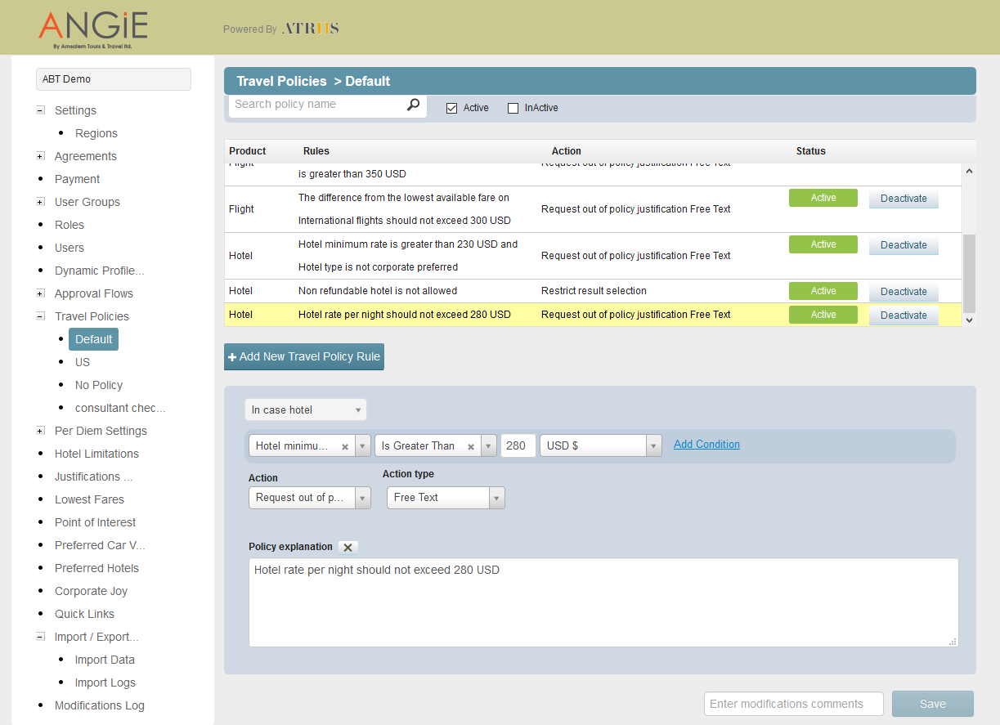 ANGiE
By Amsalem Tours & Travel ltd.
Powered By ATRIIS
ABT Demo
Settings
Regions
Agreements
Payment
User Groups
Roles
Users
Dynamic Profile...
Approval Flows
Travel Policies
Default
US
No Policy
consultant chec...
Per Diem Settings
Hotel Limitations
Justifications ...
Lowest Fares
Point of Interest
Preferred Car V...
Preferred Hotels
Corporate Joy
Quick Links
Import / Export...
Import Data
Import Logs
Modifications Log
Travel Policies > Default
Search policy name
Active
InActive
Product Rules Action Status
Flight
Request out of policy justification Free Text
is greater than 350 USD
The difference from the lowest available fare on
International flights should not exceed 300 USD
Flight
Request out of policy justification Free Text
Active
Deactivate
Hotel minimum rate is greater than 230 USD and
Hotel type is not corporate preferred
Hotel
Request out of policy justification Free Text
Active
Deactivate
Hotel Non refundable hotel is not allowed Restrict result selection Active Deactivate
Hotel Hotel rate per night should not exceed 280 USD Request out of policy justification Free Text Active Deactivate
+ Add New Travel Policy Rule
In case hotel
Hotel minimu... Is Greater Than 280 USD $ Add Condition
Action
Action type
Request out of p...
Free Text
Policy explanation
Hotel rate per night should not exceed 280 USD
Enter modifications comments
Save